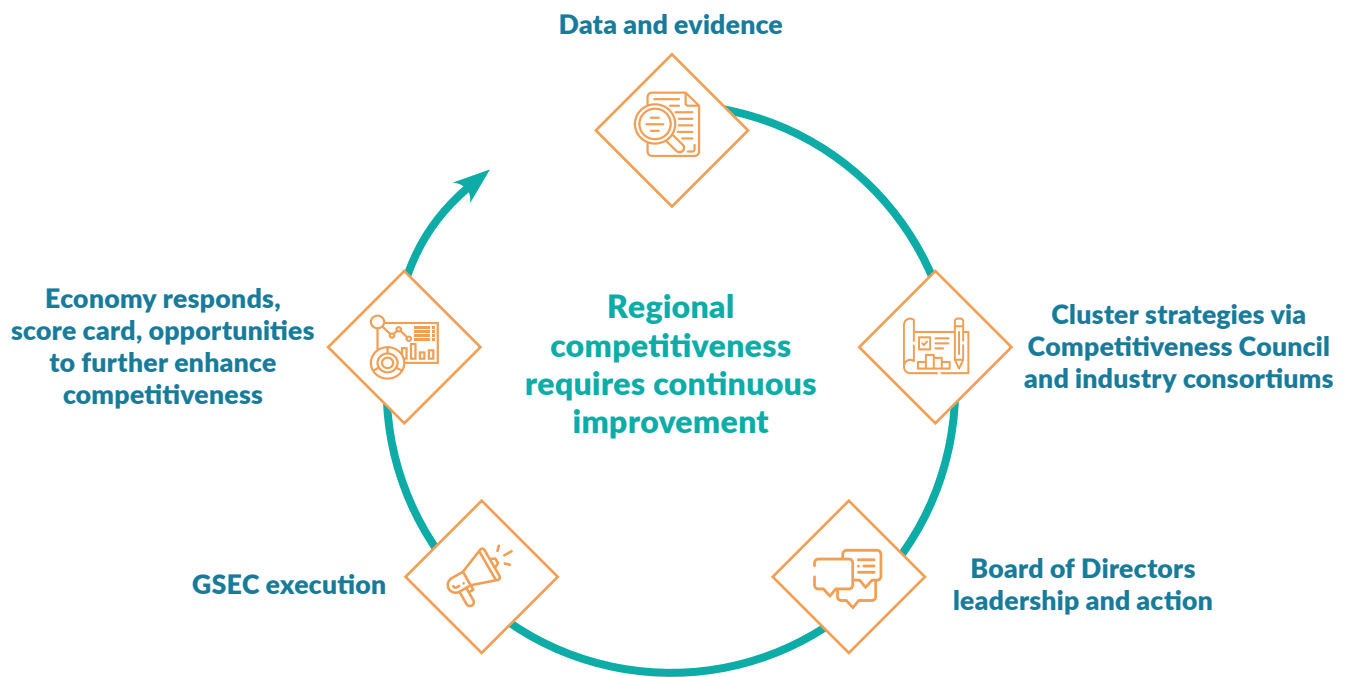 Data and evidence
Regional
competitiveness
requires continuous
improvement
Cluster strategies via
Competitiveness Council
and industry consortiums
Board of Directors
leadership and action
GSEC execution
Economy responds,
score card, opportunities
to further enhance
competitiveness